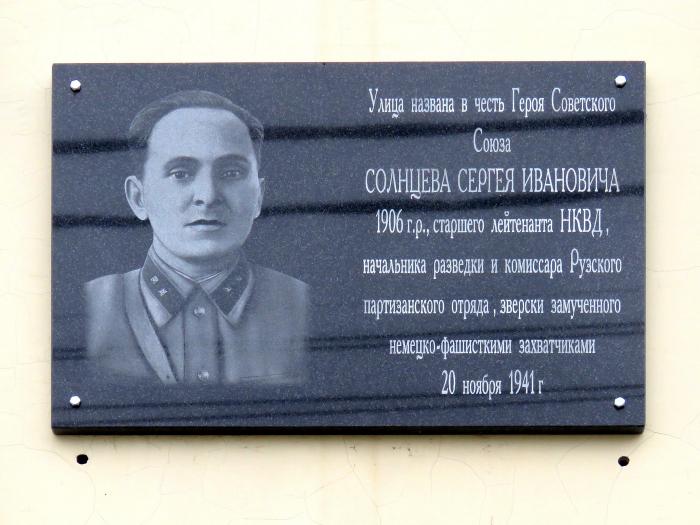 Улица названа в честь Героя Советского
Союза
СОЛНЦЕВА СЕРГЕЯ ИВАНОВИЧА
1906 г.р., старшего лейтенанта НКВД,
начальника разведки и комиссара Рузского
партизанского отряда, зверски замученного
немецко-фашисткими захватчиками
20 ноября 1941 г